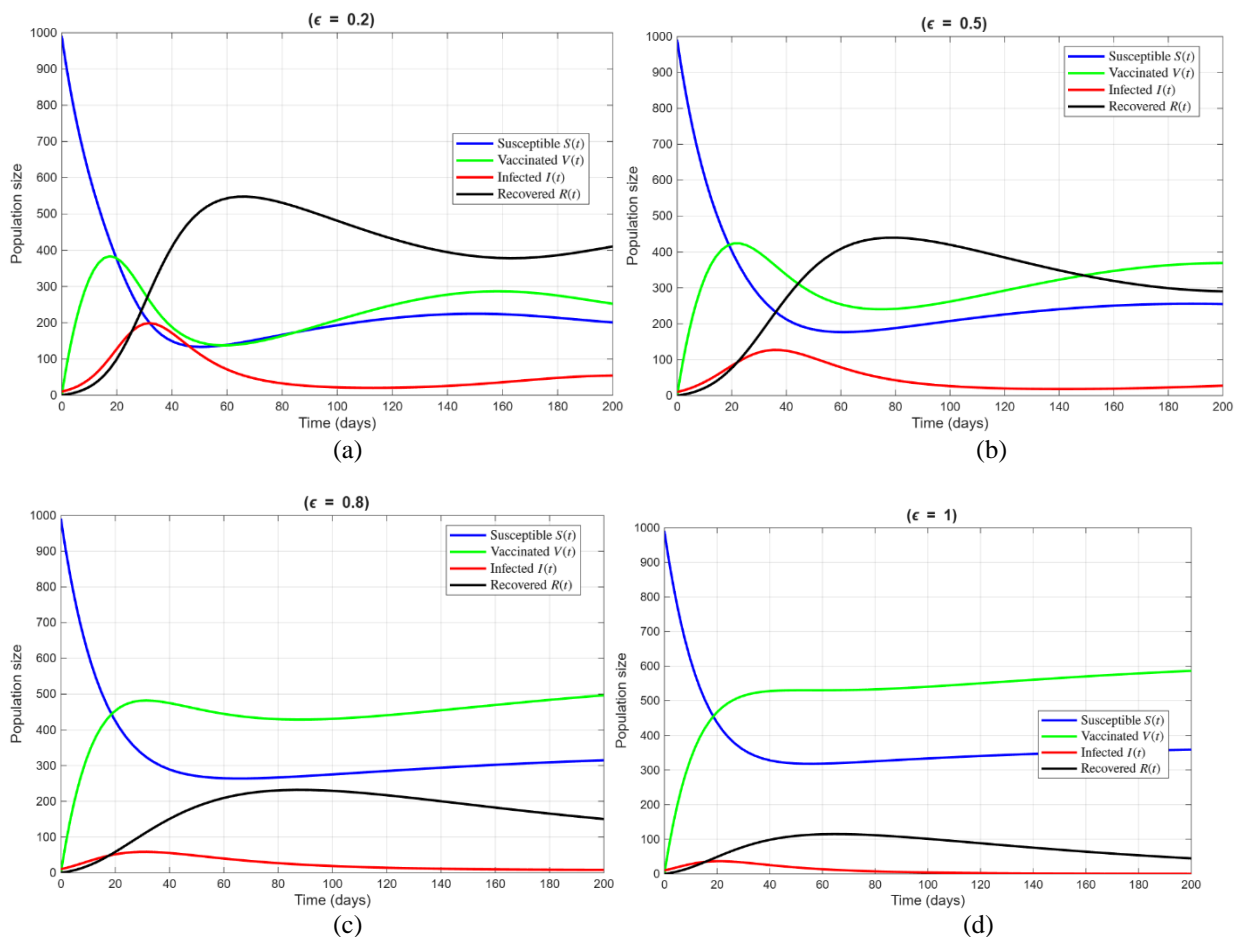 (ϵ = 0.2)
Population size
1000
900
800
700
600
500
400
300
200
100
0
Susceptible S(t)
Vaccinated V(t)
Infected I(t)
Recovered R(t)
0 20 40 60 80 100 120 140 160 180 200
Time (days)
(a)
(ϵ = 0.5)
Population size
1000
900
800
700
600
500
400
300
200
100
0
Susceptible S(t)
Vaccinated V(t)
Infected I(t)
Recovered R(t)
0 20 40 60 80 100 120 140 160 180 200
Time (days)
(b)
(ϵ = 0.8)
Population size
1000
900
800
700
600
500
400
300
200
100
0
Susceptible S(t)
Vaccinated V(t)
Infected I(t)
Recovered R(t)
0 20 40 60 80 100 120 140 160 180 200
Time (days)
(c)
(ϵ = 1)
Population size
1000
900
800
700
600
500
400
300
200
100
0
Susceptible S(t)
Vaccinated V(t)
Infected I(t)
Recovered R(t)
0 20 40 60 80 100 120 140 160 180 200
Time (days)
(d)